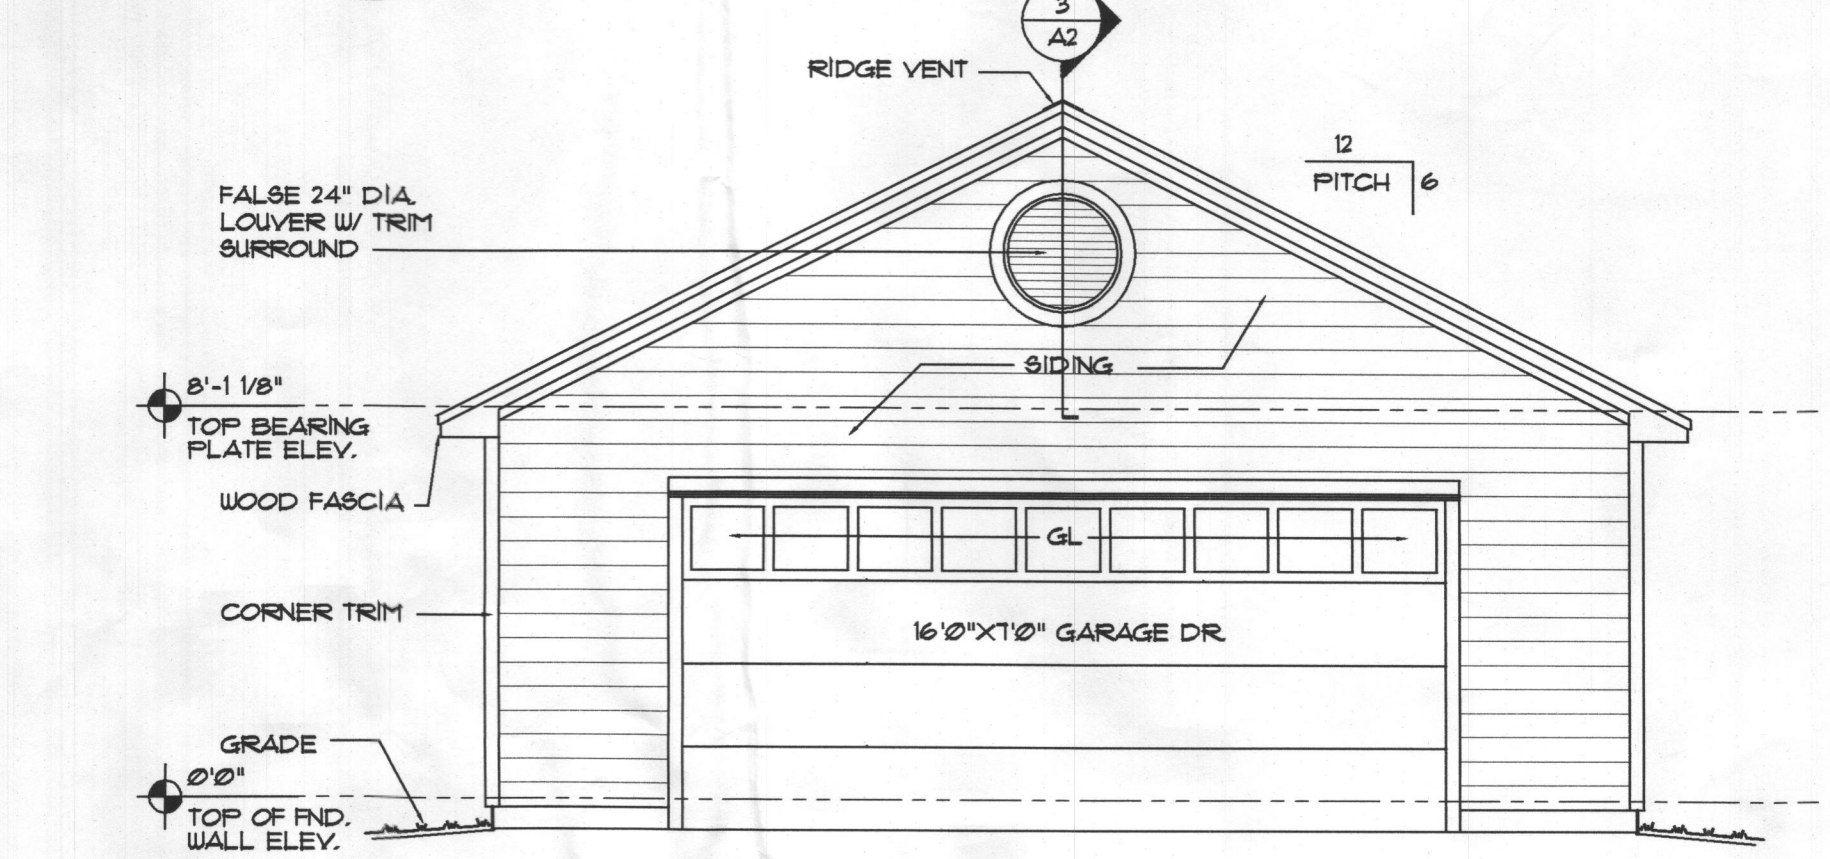 3
A2
RIDGE VENT
12
PITCH 6
FALSE 24" DIA.
LOUVER W/ TRIM
SURROUND
SIDING
8'-1 1/8"
TOP BEARING
PLATE ELEV.
WOOD FASCIA
GL
CORNER TRIM
16'0"X7'0" GARAGE DR
GRADE
0'0"
TOP OF FND.
WALL ELEV.